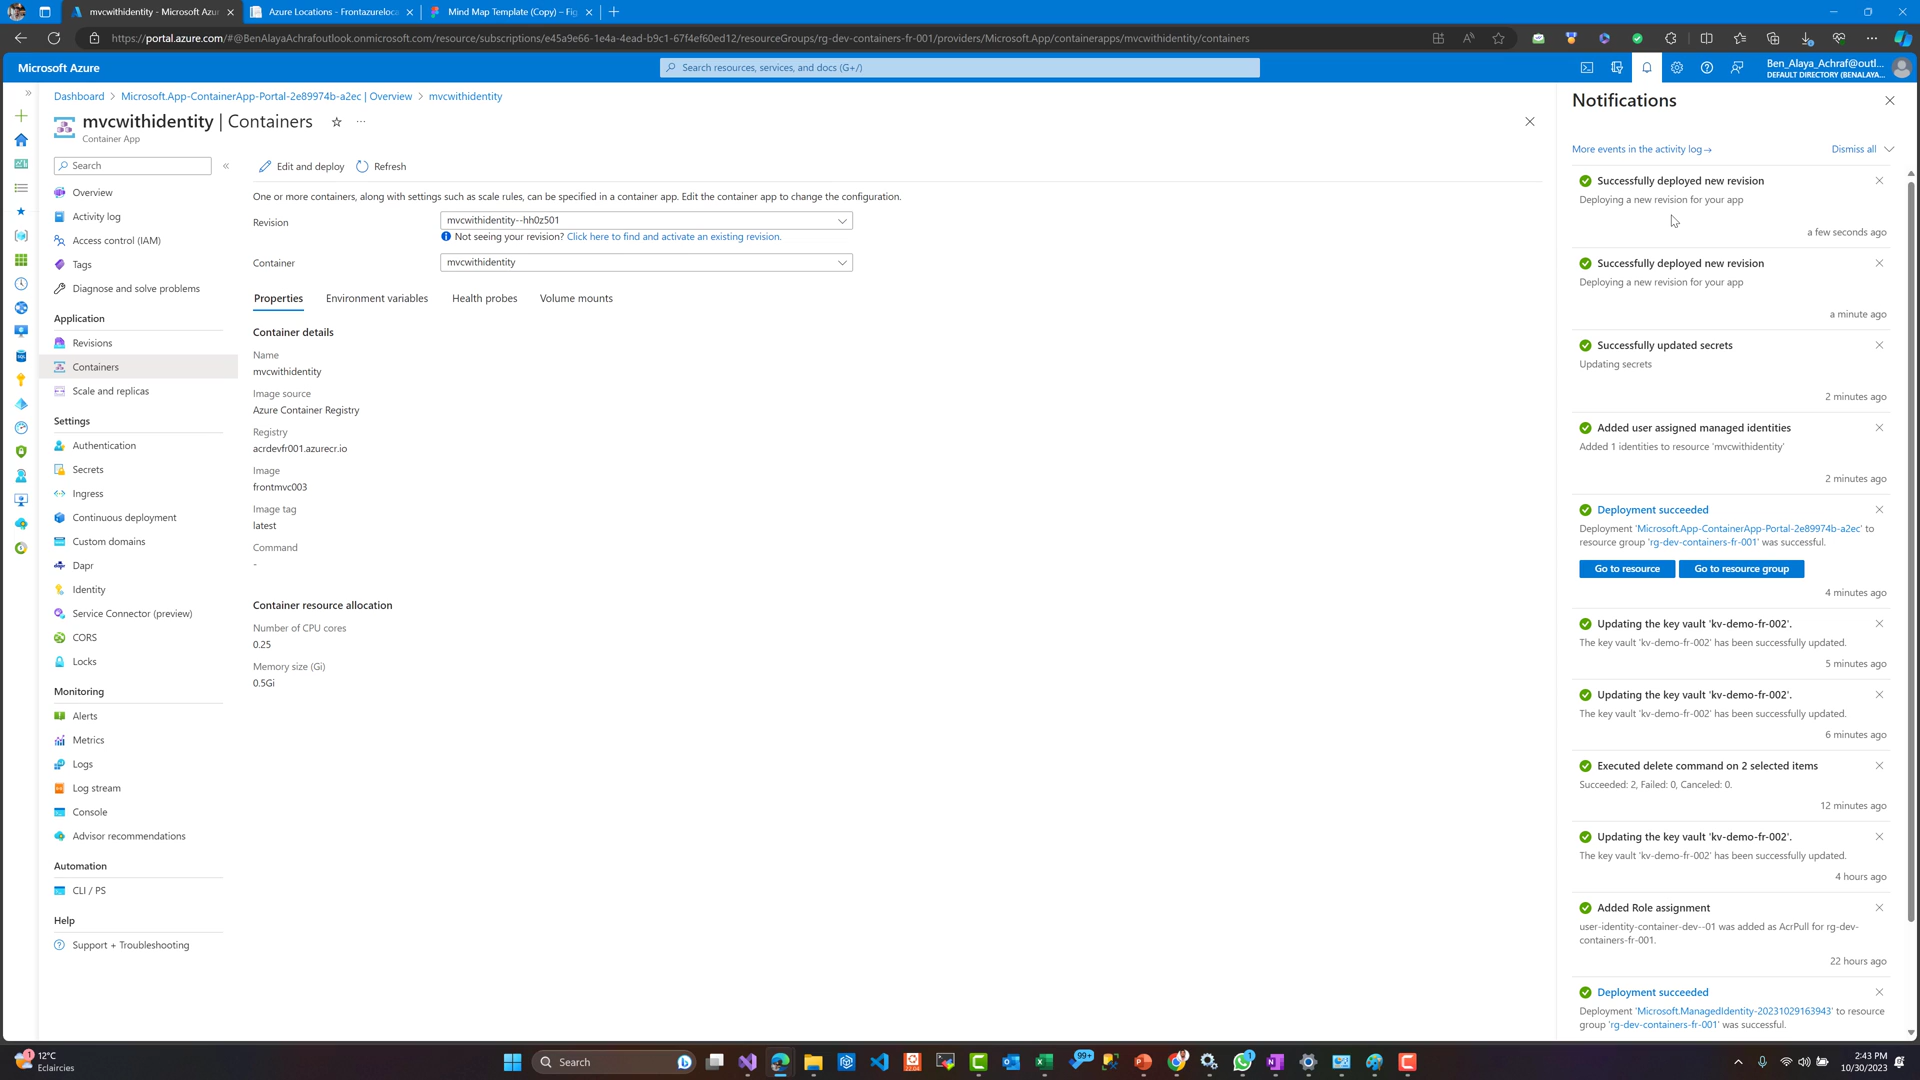 mvcwithidentity - Microsoft Azur
Azure Locations - Frontazureloca
Mind Map Template (Copy) – Fig
https://portal.azure.com/#@BenAlayaAchrafoutlook.onmicrosoft.com/resource/subscriptions/e45a9e66-1e4a-4ead-b9c1-67f4ef60ed12/resourceGroups/rg-dev-containers-fr-001/providers/Microsoft.App/containerapps/mvcwithidentity/containers
Microsoft Azure
Search resources, services, and docs (G+/)
Ben_Alaya_Achraf@outl...
DEFAULT DIRECTORY (BENALAYA...
Dashboard > Microsoft.App-ContainerApp-Portal-2e89974b-a2ec | Overview > mvcwithidentity
mvcwithidentity | Containers
Container App
Search
Overview
Activity log
Access control (IAM)
Tags
Diagnose and solve problems
Application
Revisions
Containers
Scale and replicas
Settings
Authentication
Secrets
Ingress
Continuous deployment
Custom domains
Dapr
Identity
Service Connector (preview)
CORS
Locks
Monitoring
Alerts
Metrics
Logs
Log stream
Console
Advisor recommendations
Automation
CLI / PS
Help
Support + Troubleshooting
Edit and deploy
Refresh
One or more containers, along with settings such as scale rules, can be specified in a container app. Edit the container app to change the configuration.
Revision
mvcwithidentity--hh0z501
Not seeing your revision? Click here to find and activate an existing revision.
Container
mvcwithidentity
Properties
Environment variables
Health probes
Volume mounts
Container details
Name
mvcwithidentity
Image source
Azure Container Registry
Registry
acrdevfr001.azurecr.io
Image
frontmvc003
Image tag
latest
Command
-
Container resource allocation
Number of CPU cores
0.25
Memory size (Gi)
0.5Gi
Notifications
More events in the activity log →
Dismiss all
Successfully deployed new revision
Deploying a new revision for your app
a few seconds ago
Successfully deployed new revision
Deploying a new revision for your app
a minute ago
Successfully updated secrets
Updating secrets
2 minutes ago
Added user assigned managed identities
Added 1 identities to resource 'mvcwithidentity'
2 minutes ago
Deployment succeeded
Deployment 'Microsoft.App-ContainerApp-Portal-2e89974b-a2ec' to
resource group 'rg-dev-containers-fr-001' was successful.
Go to resource
Go to resource group
4 minutes ago
Updating the key vault 'kv-demo-fr-002'.
The key vault 'kv-demo-fr-002' has been successfully updated.
5 minutes ago
Updating the key vault 'kv-demo-fr-002'.
The key vault 'kv-demo-fr-002' has been successfully updated.
6 minutes ago
Executed delete command on 2 selected items
Succeeded: 2, Failed: 0, Canceled: 0.
12 minutes ago
Updating the key vault 'kv-demo-fr-002'.
The key vault 'kv-demo-fr-002' has been successfully updated.
4 hours ago
Added Role assignment
user-identity-container-dev--01 was added as AcrPull for rg-dev-
containers-fr-001.
22 hours ago
Deployment succeeded
Deployment 'Microsoft.ManagedIdentity-20231029163943' to resource
group 'rg-dev-containers-fr-001' was successful.
1
12°C
Eclaircies
Search
99+
1
2:43 PM
10/30/2023